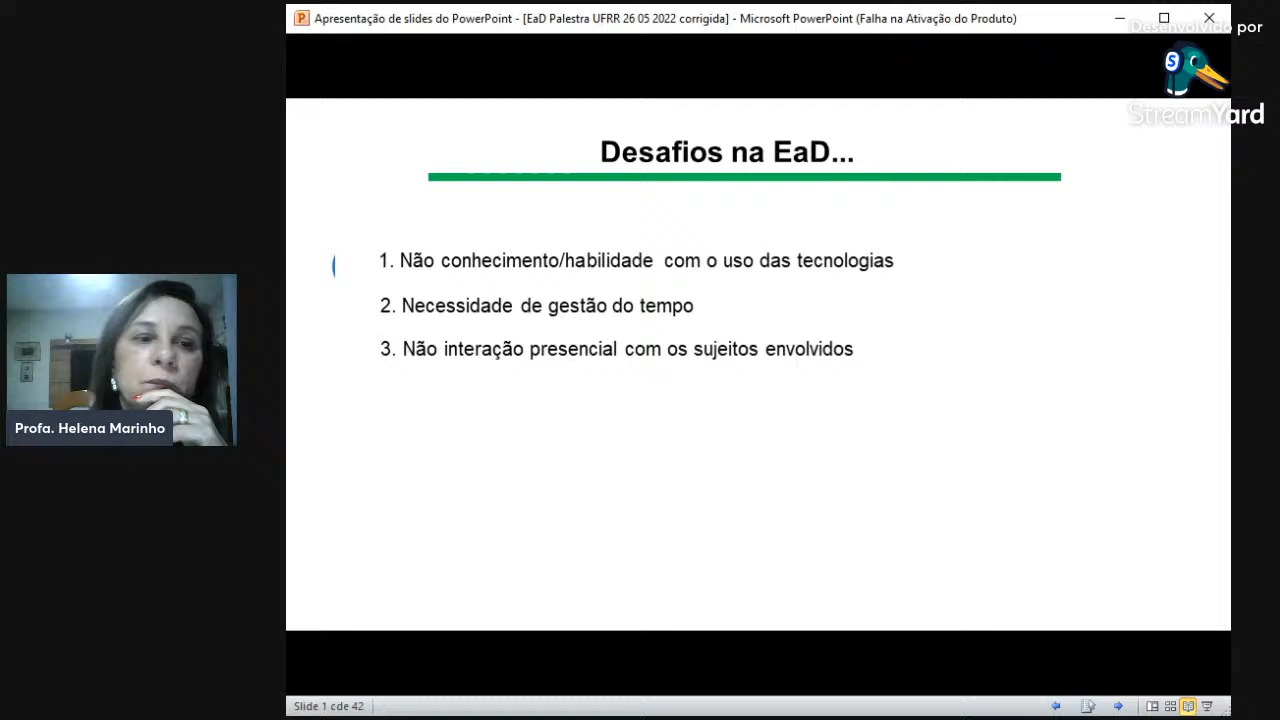 Apresentação de slides do PowerPoint - [EaD Palestra UFRR 26 05 2022 corrigida] - Microsoft PowerPoint (Falha na Ativação do Produto)
Desenvolvido por
S
StreamYard
Desafios na EaD...
1. Não conhecimento/habilidade com o uso das tecnologias
2. Necessidade de gestão do tempo
3. Não interação presencial com os sujeitos envolvidos
Profa. Helena Marinho
Slide 1 cde 42